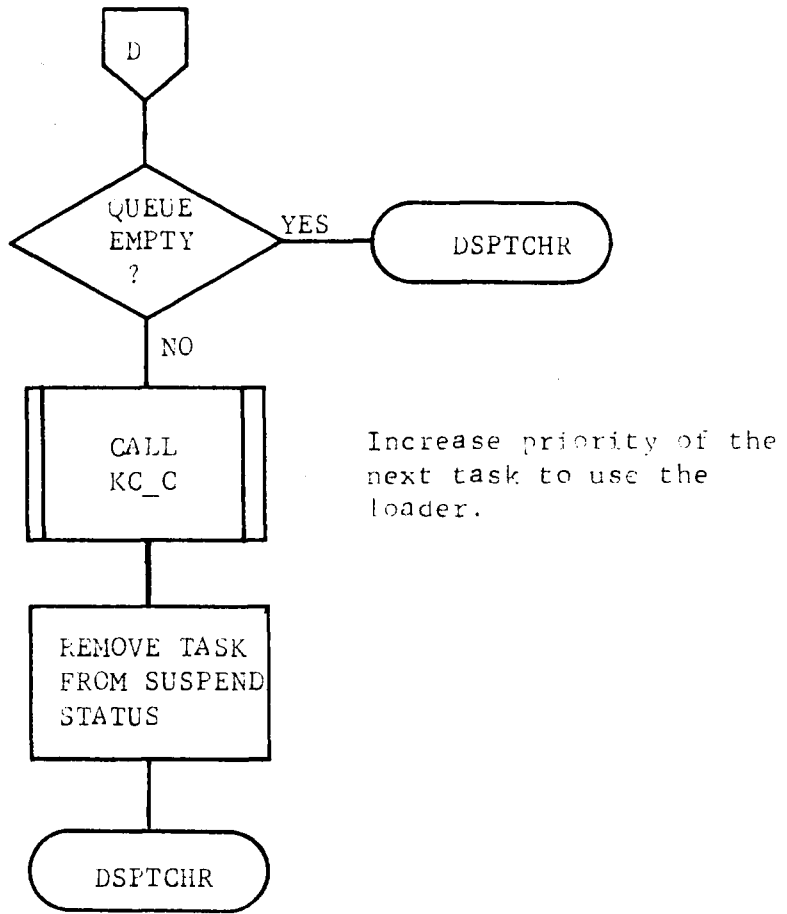 D
QUEUE
EMPTY
?
YES
DSPTCHR
NO
CALL
KC_C
Increase priority of the
next task to use the
loader.
REMOVE TASK
FROM SUSPEND
STATUS
DSPTCHR